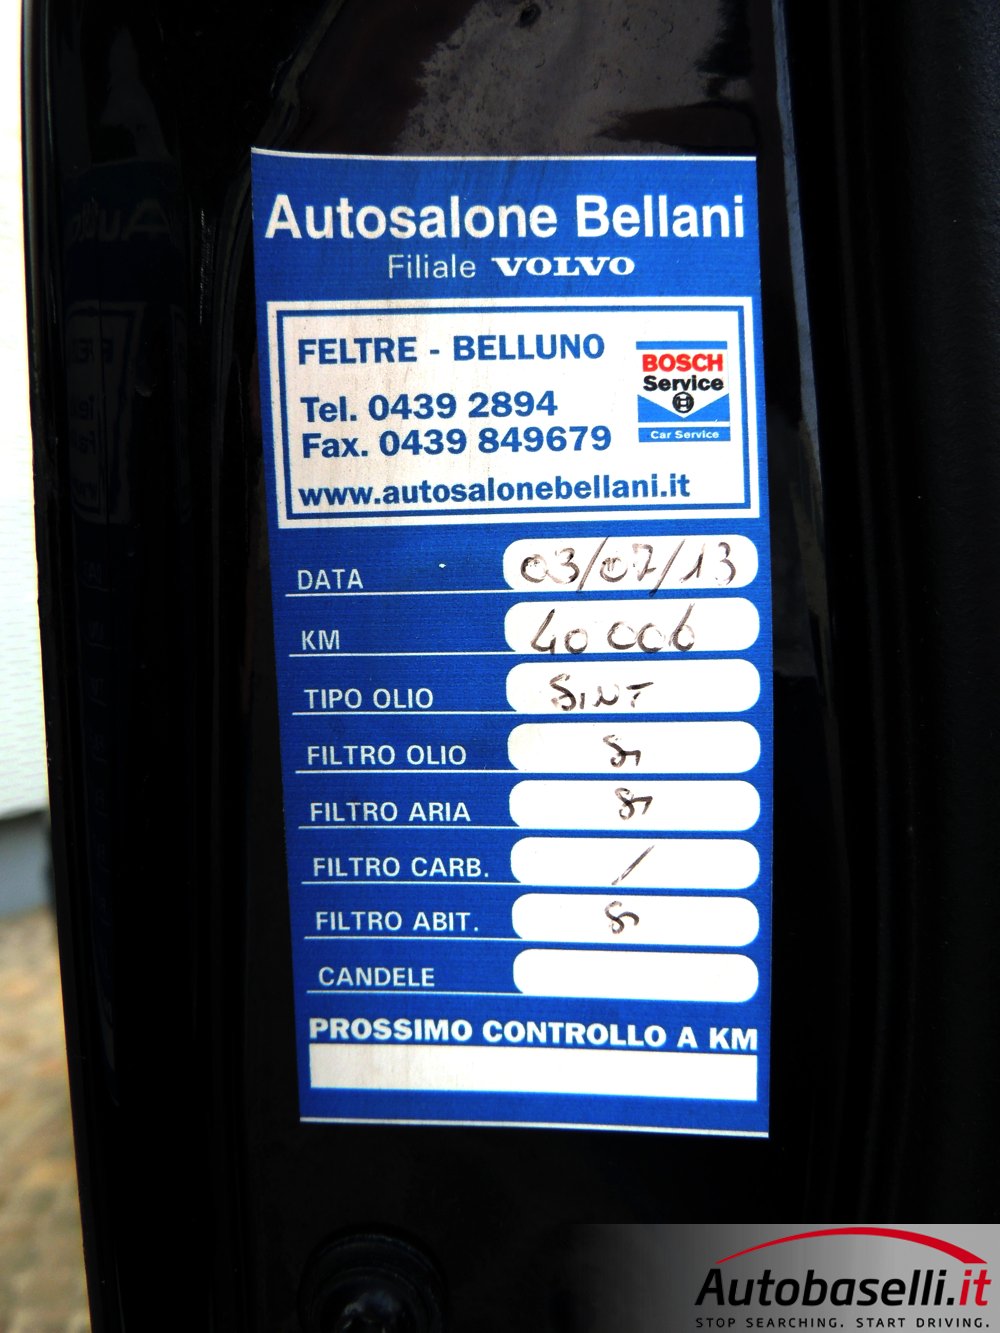 Autosalone Bellani
Filiale VOLVO
FELTRE - BELLUNO
Tel. 0439 2894
Fax. 0439 849679
www.autosalonebellani.it
BOSCH
Service
Car Service
DATA 03/07/13
KM 40 006
TIPO OLIO SINT
FILTRO OLIO SI
FILTRO ARIA SI
FILTRO CARB. /
FILTRO ABIT. SI
CANDELE
PROSSIMO CONTROLLO A KM
Autobaselli.it
STOP SEARCHING. START DRIVING.